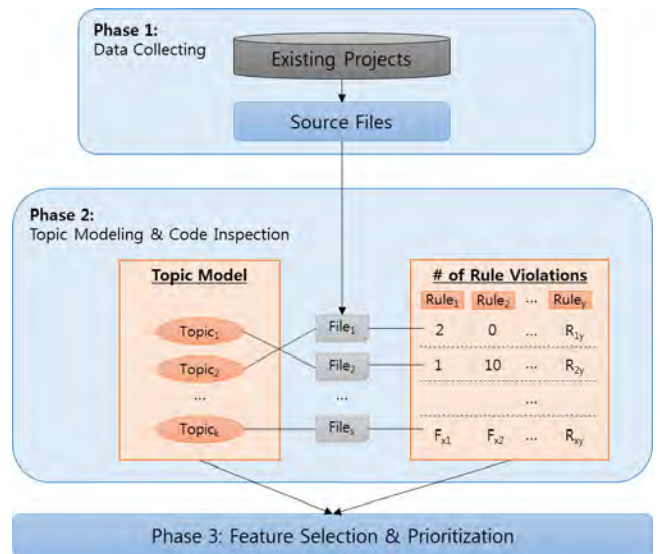 Phase 1:
Data Collecting
Existing Projects
Source Files
Phase 2:
Topic Modeling & Code Inspection
Topic Model
# of Rule Violations
Rule1 Rule2 ... Ruley
Topic1 File1 2 0 ... R1y
Topic2 File2 1 10 ... R2y
... ... ...
Topick Filex Fx1 Fx2 ... Rxy
Phase 3: Feature Selection & Prioritization